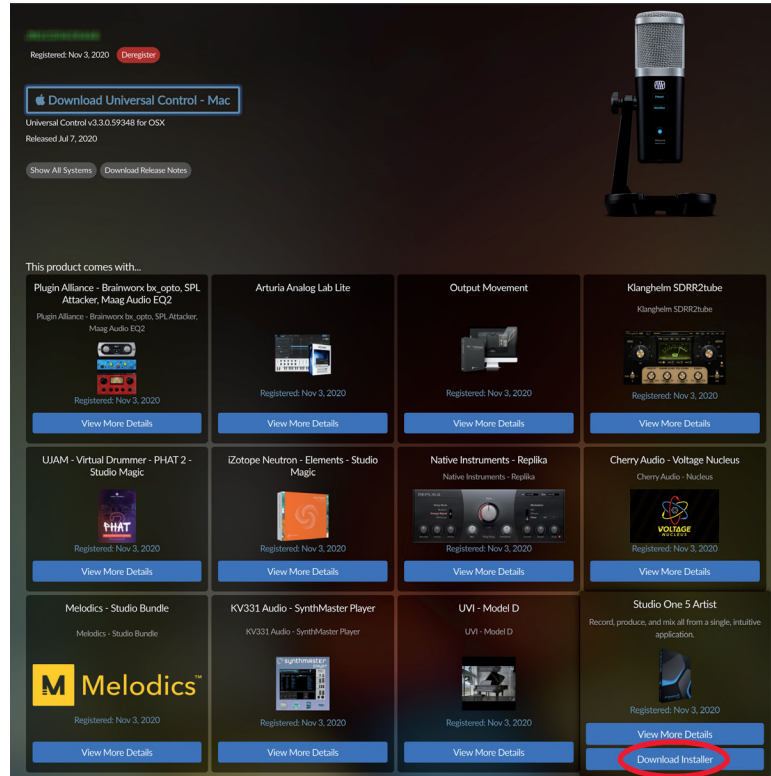 Registered: Nov 3, 2020 Deregister
Download Universal Control - Mac
Universal Control v3.3.0.59348 for OSX
Released Jul 7, 2020
Show All Systems Download Release Notes
This product comes with...
Plugin Alliance - Brainworx bx_opto, SPL
Attacker, Maag Audio EQ2
Plugin Alliance - Brainworx bx_opto, SPL Attacker,
Maag Audio EQ2
Registered: Nov 3, 2020
View More Details
Arturia Analog Lab Lite
Registered: Nov 3, 2020
View More Details
Output Movement
Registered: Nov 3, 2020
View More Details
Klanghelm SDRR2tube
Klanghelm SDRR2tube
Registered: Nov 3, 2020
View More Details
UJAM - Virtual Drummer - PHAT 2 -
Studio Magic
PHAT
Registered: Nov 3, 2020
View More Details
iZotope Neutron - Elements - Studio
Magic
Registered: Nov 3, 2020
View More Details
Native Instruments - Replika
Native Instruments - Replika
REPLIKA
Registered: Nov 3, 2020
View More Details
Cherry Audio - Voltage Nucleus
Cherry Audio - Nucleus
VOLTAGE
NUCLEUS
Registered: Nov 3, 2020
View More Details
Melodics - Studio Bundle
Melodics - Studio Bundle
M Melodics™
Registered: Nov 3, 2020
View More Details
KV331 Audio - SynthMaster Player
KV331 Audio - SynthMaster Player
synthmaster
player
Registered: Nov 3, 2020
View More Details
UVI - Model D
UVI - Model D
Registered: Nov 3, 2020
View More Details
Studio One 5 Artist
Record, produce, and mix all from a single, intuitive
application.
Registered: Nov 3, 2020
View More Details
Download Installer